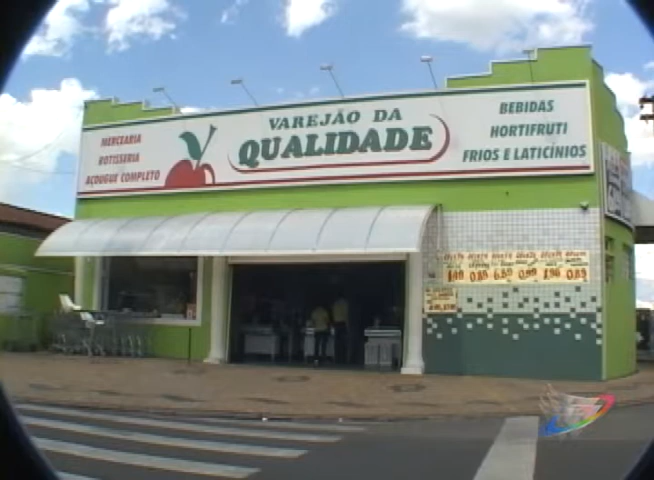 MERCEARIA
ROTISSERIA
AÇOUGUE COMPLETO
VAREJÃO DA
QUALIDADE
BEBIDAS
HORTIFRUTI
FRIOS E LATICÍNIOS